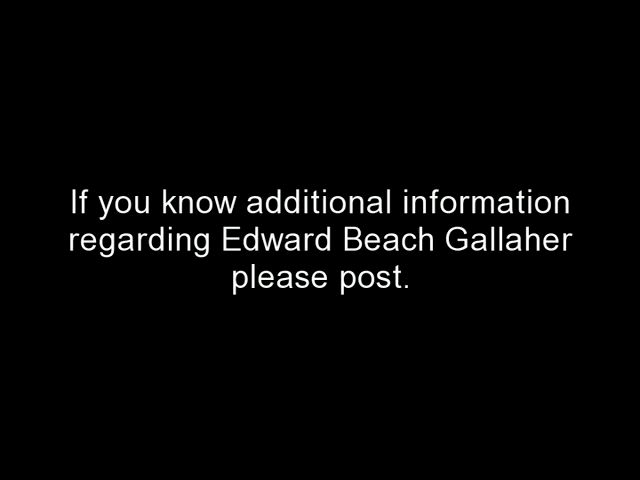 If you know additional information
regarding Edward Beach Gallaher
please post.